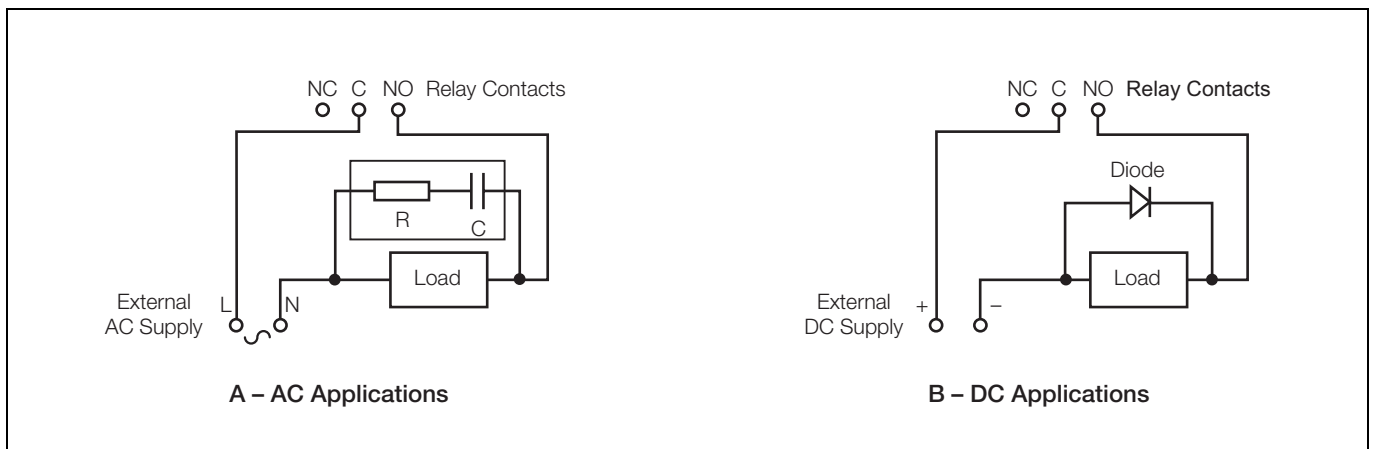 NC C NO Relay Contacts
R
C
Load
External
AC Supply
L
N
A – AC Applications
NC C NO Relay Contacts
Diode
Load
External
DC Supply
+
–
B – DC Applications